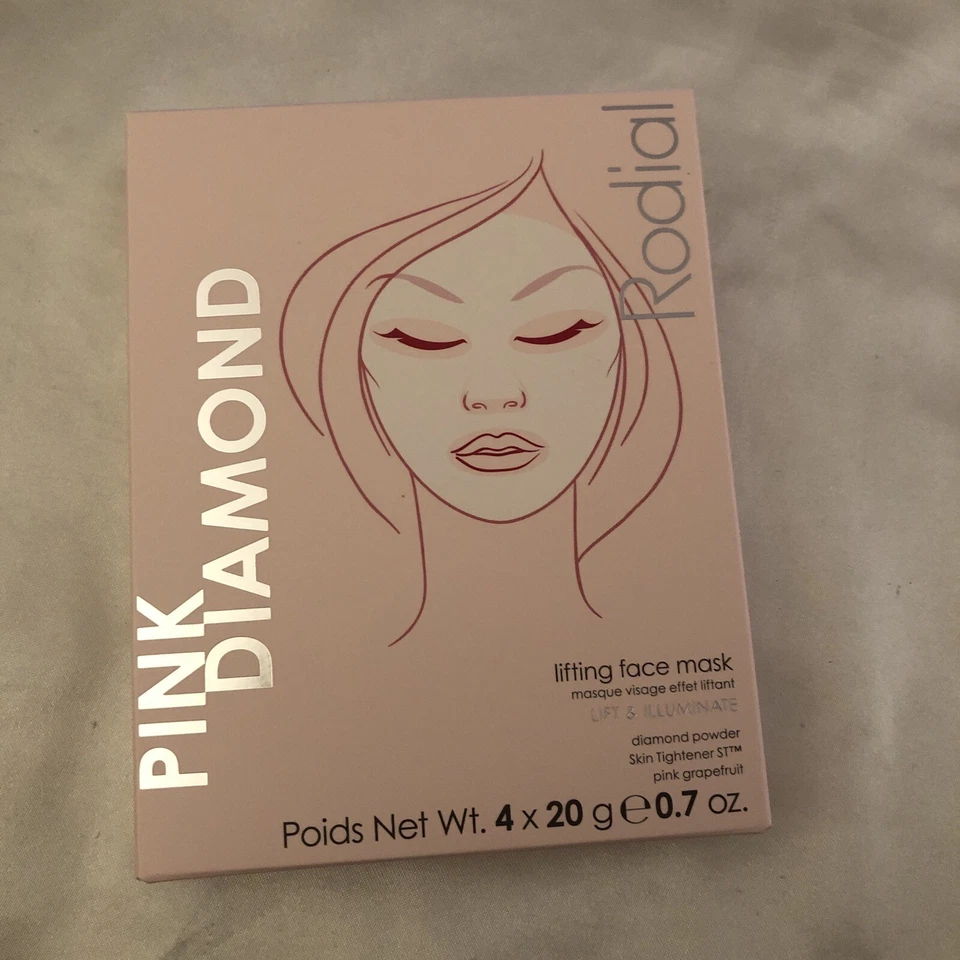 Rodial
PINK
DIAMOND
lifting face mask
masque visage effet liftant
LIFT & ILLUMINATE
diamond powder
Skin Tightener ST™
pink grapefruit
Poids Net Wt. 4 x 20 g ℮ 0.7 oz.